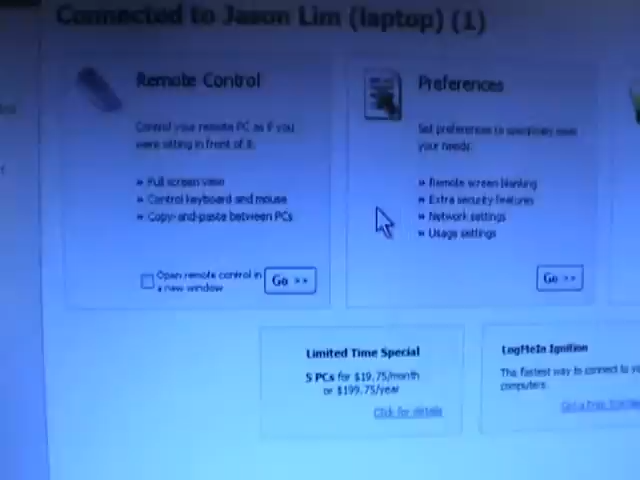 Connected to Jason Lim (laptop) (1)
Remote Control
Control your remote PC as if you
were sitting in front of it.
» Full screen view
» Control keyboard and mouse
» Copy-and-paste between PCs
Open remote control in
a new window
Go >>
Preferences
Set preferences to specifically meet
your needs.
» Remote screen blanking
» Extra security features
» Network settings
» Usage settings
Go >>
Limited Time Special
5 PCs for $19.75/month
or $199.75/year
Click for details
LogMeIn Ignition
The fastest way to connect to
computers.
Get a free